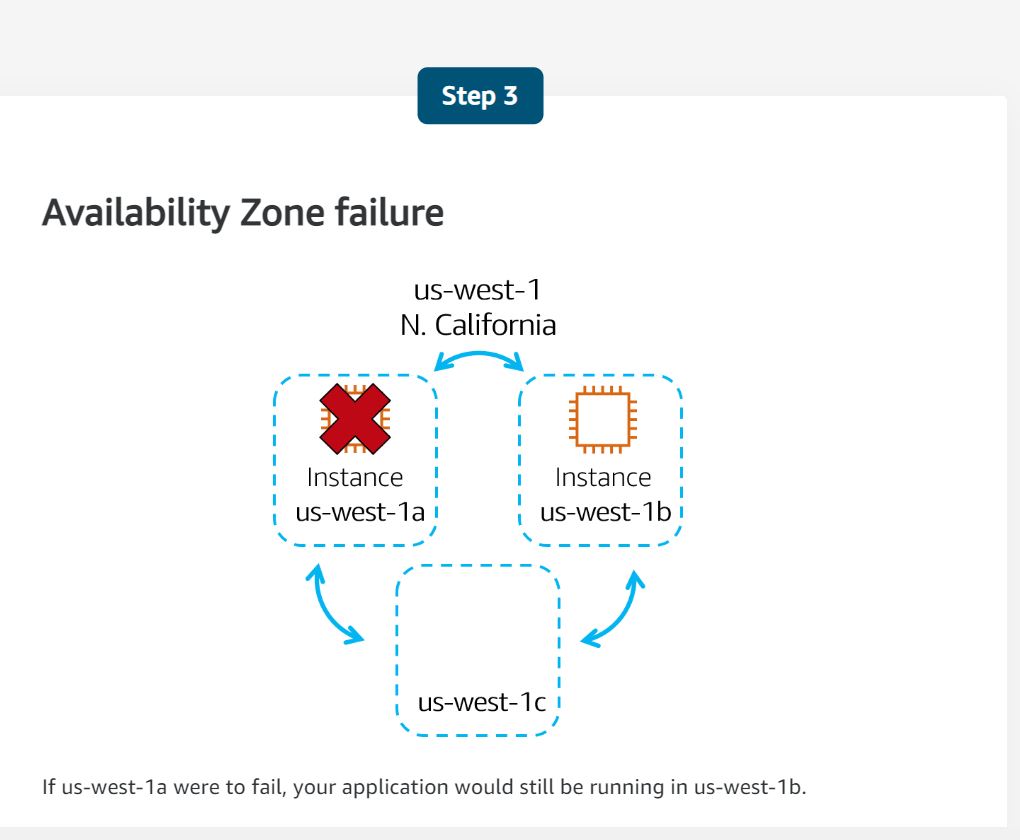 Step 3
Availability Zone failure
us-west-1
N. California
Instance
us-west-1a
Instance
us-west-1b
us-west-1c
If us-west-1a were to fail, your application would still be running in us-west-1b.